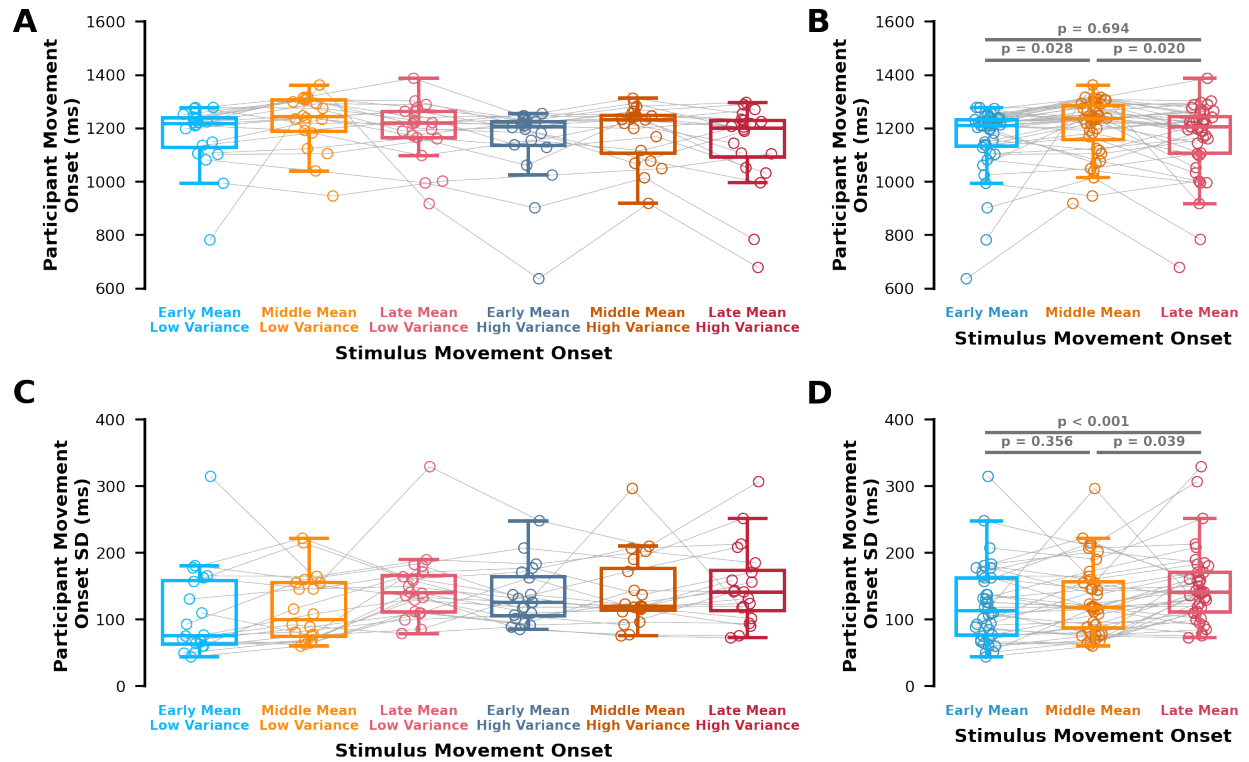 A
Participant Movement
Onset (ms)
1600
1400
1200
1000
800
600
Early Mean
Low Variance
Middle Mean
Low Variance
Late Mean
Low Variance
Early Mean
High Variance
Middle Mean
High Variance
Late Mean
High Variance
Stimulus Movement Onset
B
Participant Movement
Onset (ms)
1600
1400
1200
1000
800
600
p = 0.694
p = 0.028
p = 0.020
Early Mean
Middle Mean
Late Mean
Stimulus Movement Onset
C
Participant Movement
Onset SD (ms)
400
300
200
100
0
Early Mean
Low Variance
Middle Mean
Low Variance
Late Mean
Low Variance
Early Mean
High Variance
Middle Mean
High Variance
Late Mean
High Variance
Stimulus Movement Onset
D
Participant Movement
Onset SD (ms)
400
300
200
100
0
p < 0.001
p = 0.356
p = 0.039
Early Mean
Middle Mean
Late Mean
Stimulus Movement Onset